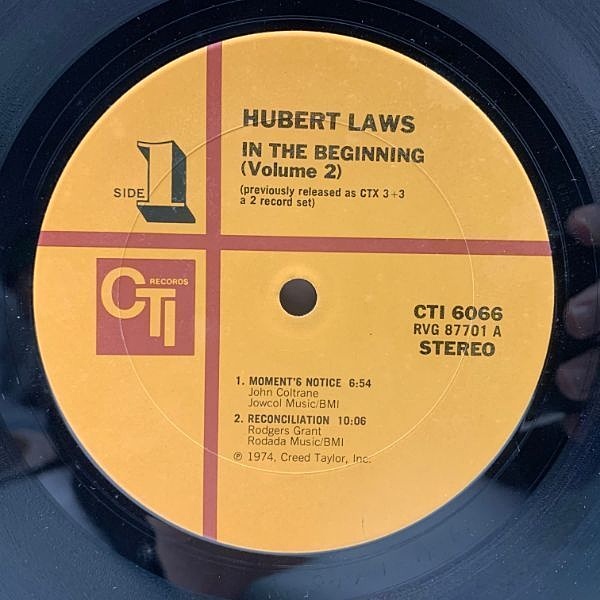 HUBERT LAWS
IN THE BEGINNING
(Volume 2)
(previously released as CTX 3+3
a 2 record set)
SIDE 1
CTI RECORDS
CTI 6066
RVG 87701 A
STEREO
1. MOMENT'6 NOTICE 6:54
John Coltrane
Jowcol Music/BMI
2. RECONCILIATION 10:06
Rodgers Grant
Rodada Music/BMI
℗ 1974, Creed Taylor, Inc.